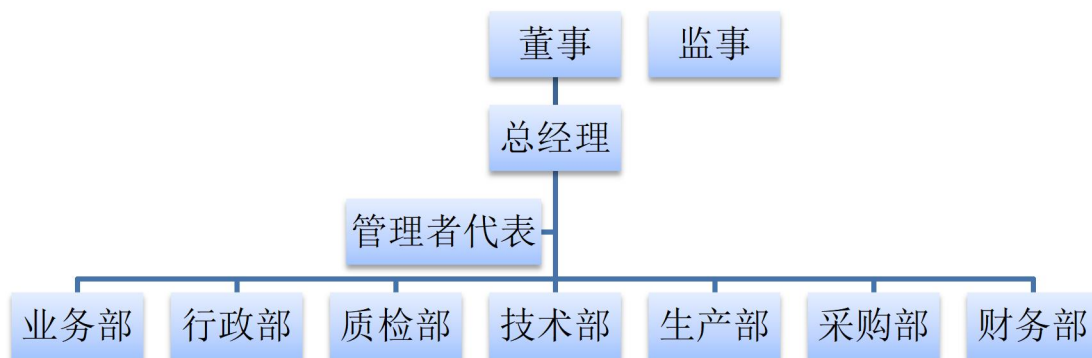 董事 监事
总经理
管理者代表
业务部 行政部 质检部 技术部 生产部 采购部 财务部